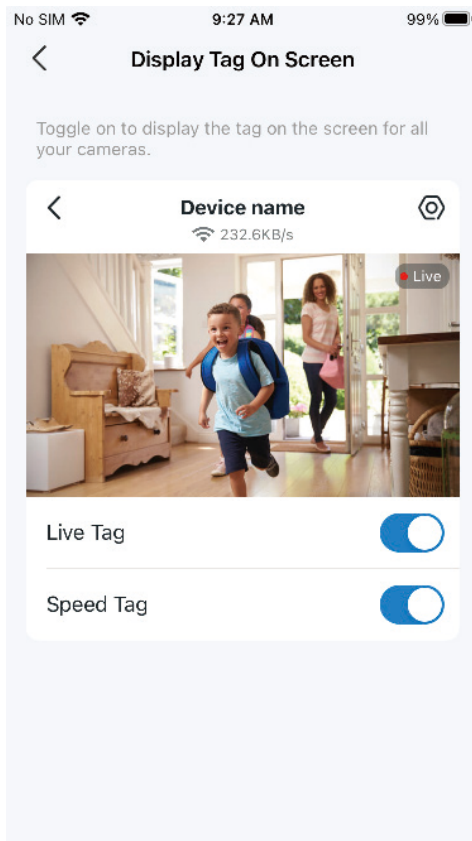 No SIM 9:27 AM 99%
Display Tag On Screen
Toggle on to display the tag on the screen for all
your cameras.
Device name
232.6KB/s
Live
Live Tag
Speed Tag